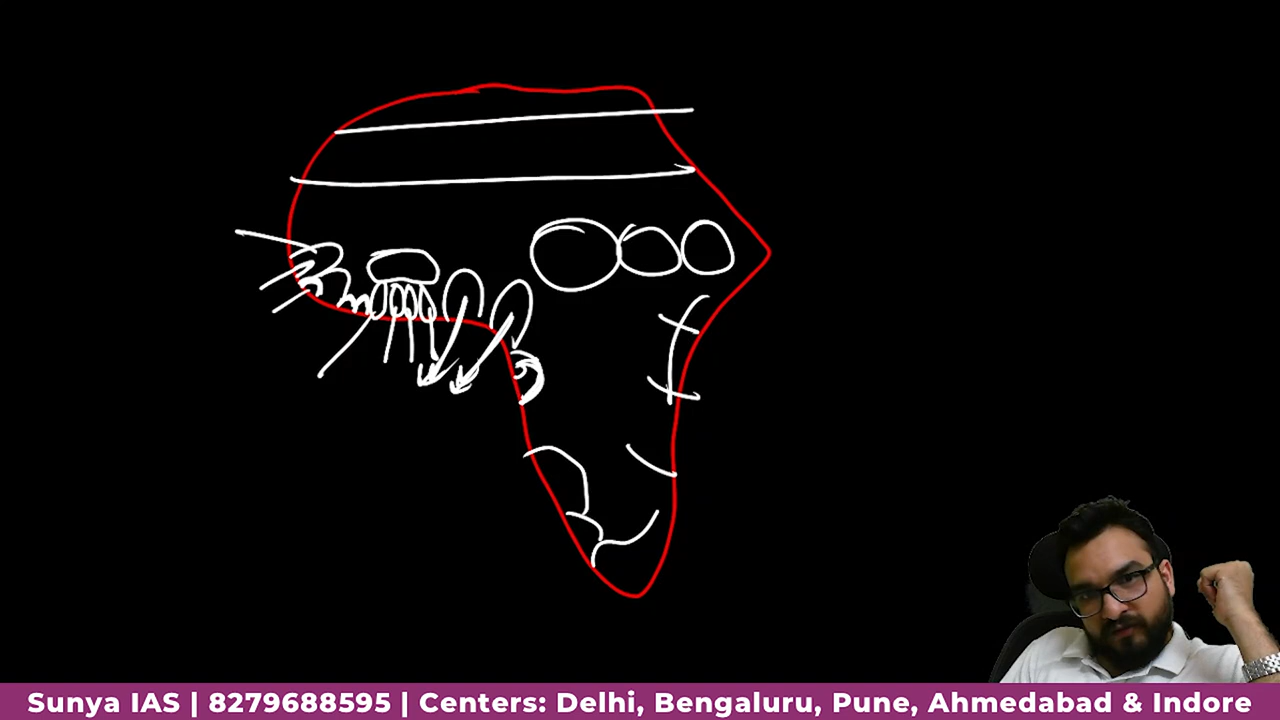 Sunya IAS | 8279688595 | Centers: Delhi, Bengaluru, Pune, Ahmedabad & Indore